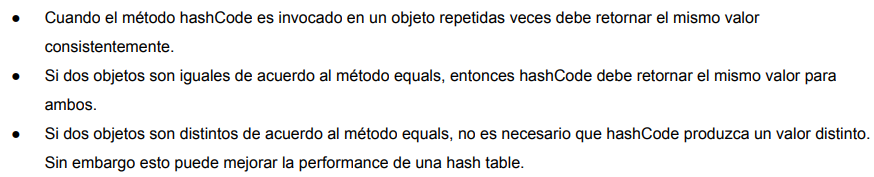 ● Cuando el método hashCode es invocado en un objeto repetidas veces debe retornar el mismo valor
consistentemente.
● Si dos objetos son iguales de acuerdo al método equals, entonces hashCode debe retornar el mismo valor para
ambos.
● Si dos objetos son distintos de acuerdo al método equals, no es necesario que hashCode produzca un valor distinto.
Sin embargo esto puede mejorar la performance de una hash table.